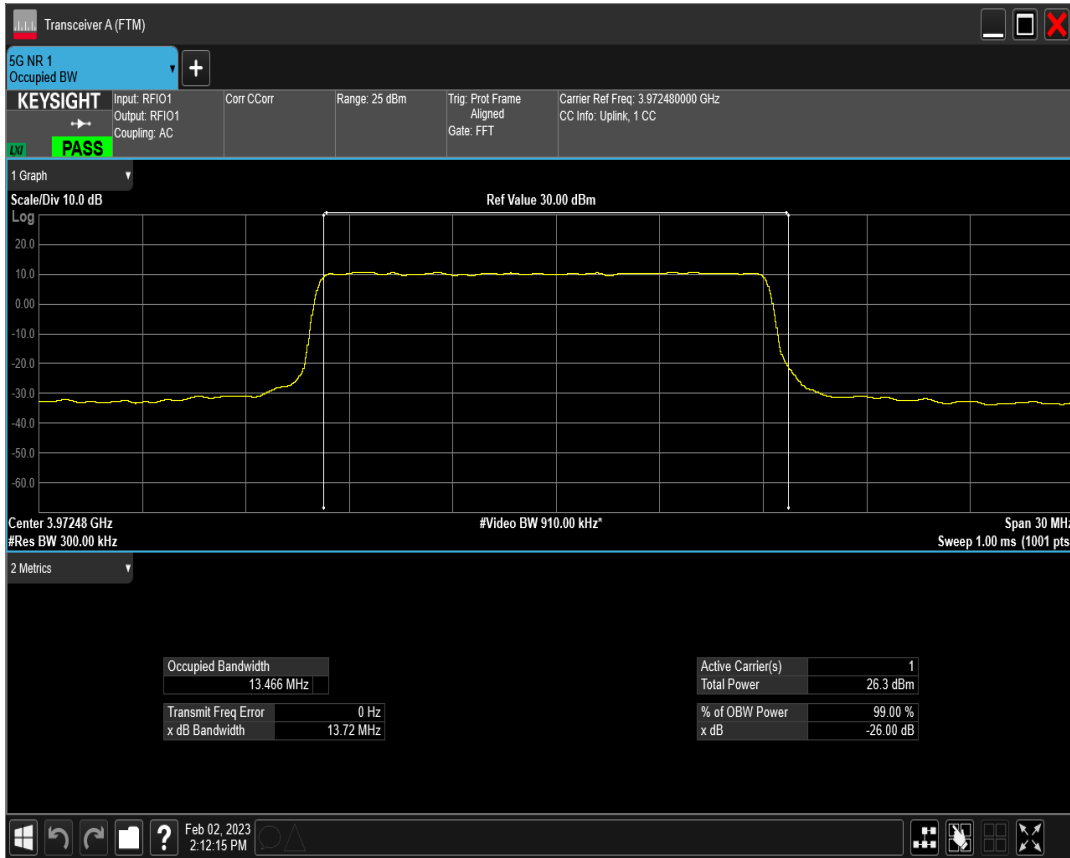 Transceiver A (FTM)
5G NR 1
Occupied BW
+
KEYSIGHT
LXI
PASS
Input: RFIO1
Output: RFIO1
Coupling: AC
Corr CCorr
Range: 25 dBm
Trig: Prot Frame
Aligned
Gate: FFT
Carrier Ref Freq: 3.972480000 GHz
CC Info: Uplink, 1 CC
1 Graph
Scale/Div 10.0 dB
Ref Value 30.00 dBm
Log
20.0
10.0
0.00
-10.0
-20.0
-30.0
-40.0
-50.0
-60.0
Center 3.97248 GHz
#Video BW 910.00 kHz*
Span 30 MHz
#Res BW 300.00 kHz
Sweep 1.00 ms (1001 pts
2 Metrics
Occupied Bandwidth
13.466 MHz
Transmit Freq Error 0 Hz
x dB Bandwidth 13.72 MHz
Active Carrier(s) 1
Total Power 26.3 dBm
% of OBW Power 99.00 %
x dB -26.00 dB
?
Feb 02, 2023
2:12:15 PM